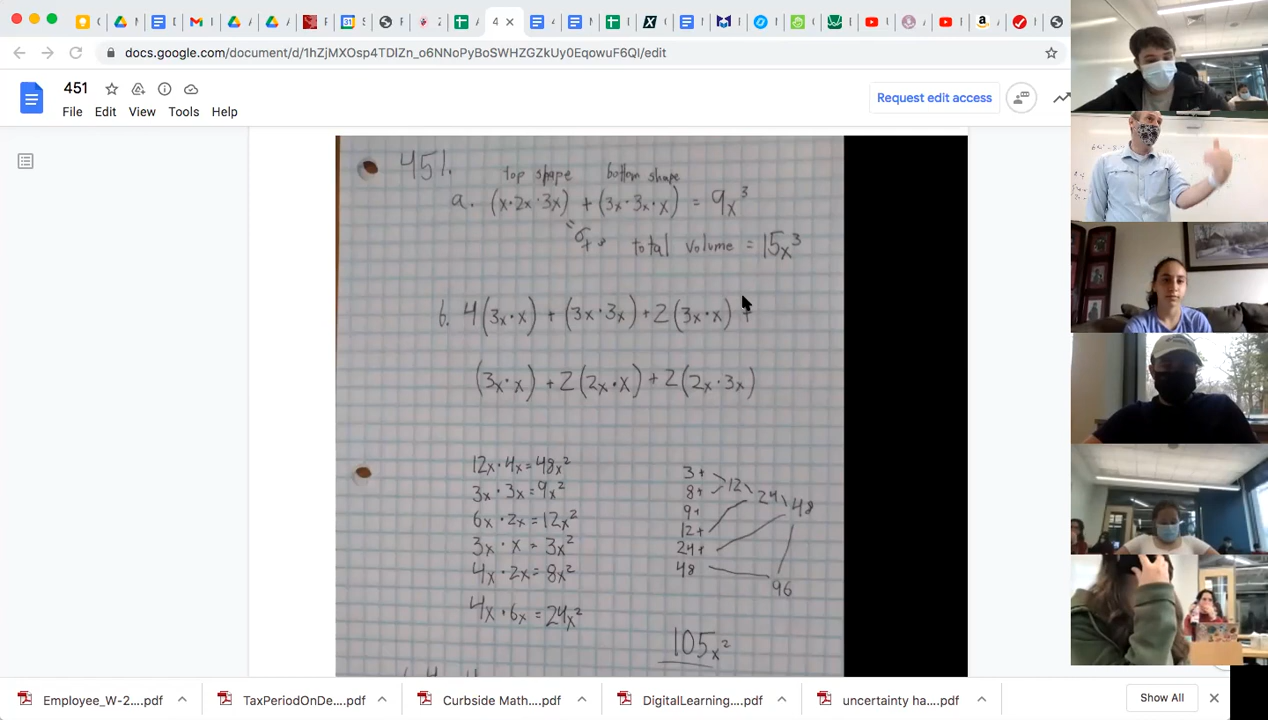 docs.google.com/document/d/1hZjMXOsp4TDIZn_o6NNoPyBoSWHZGZkUy0EqowuF6QI/edit
451
File Edit View Tools Help
Request edit access
451.
top shape bottom shape
a. (x·2x·3x) + (3x·3x·x) = 9x³
total volume = 15x³
b. 4(3x·x) + (3x·3x) + 2(3x·x) +
(3x·x) + 2(2x·x) + 2(2x·3x)
12x·4x=48x²
3x·3x=9x²
6x·2x=12x²
3x·x=3x²
4x·2x=8x²
4x·6x=24x²
3+
8+ 12
9+ 24 48
12+
24+
48
96
105x²
Employee_W-2....pdf TaxPeriodOnDe....pdf Curbside Math....pdf DigitalLearning....pdf uncertainty ha....pdf Show All